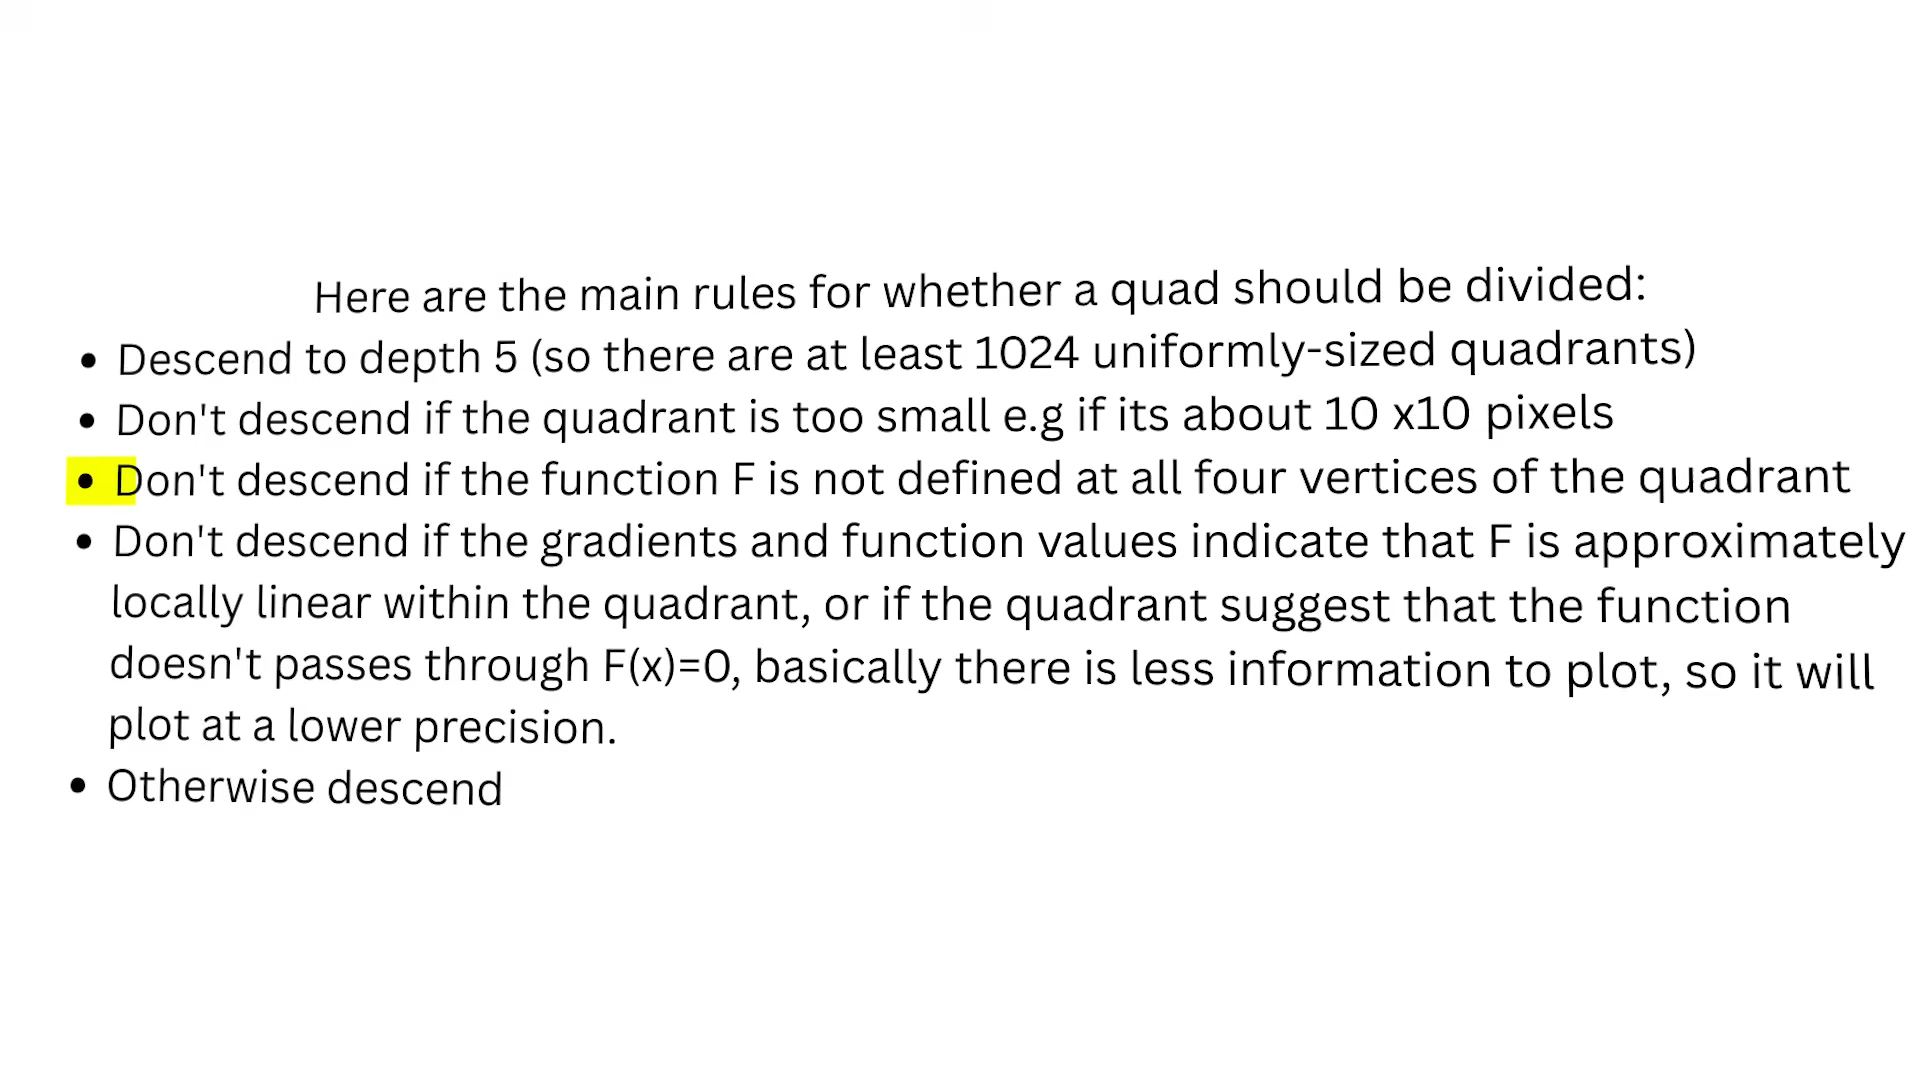 Here are the main rules for whether a quad should be divided:
• Descend to depth 5 (so there are at least 1024 uniformly-sized quadrants)
• Don't descend if the quadrant is too small e.g if its about 10 x10 pixels
• Don't descend if the function F is not defined at all four vertices of the quadrant
• Don't descend if the gradients and function values indicate that F is approximately
locally linear within the quadrant, or if the quadrant suggest that the function
doesn't passes through F(x)=0, basically there is less information to plot, so it will
plot at a lower precision.
• Otherwise descend